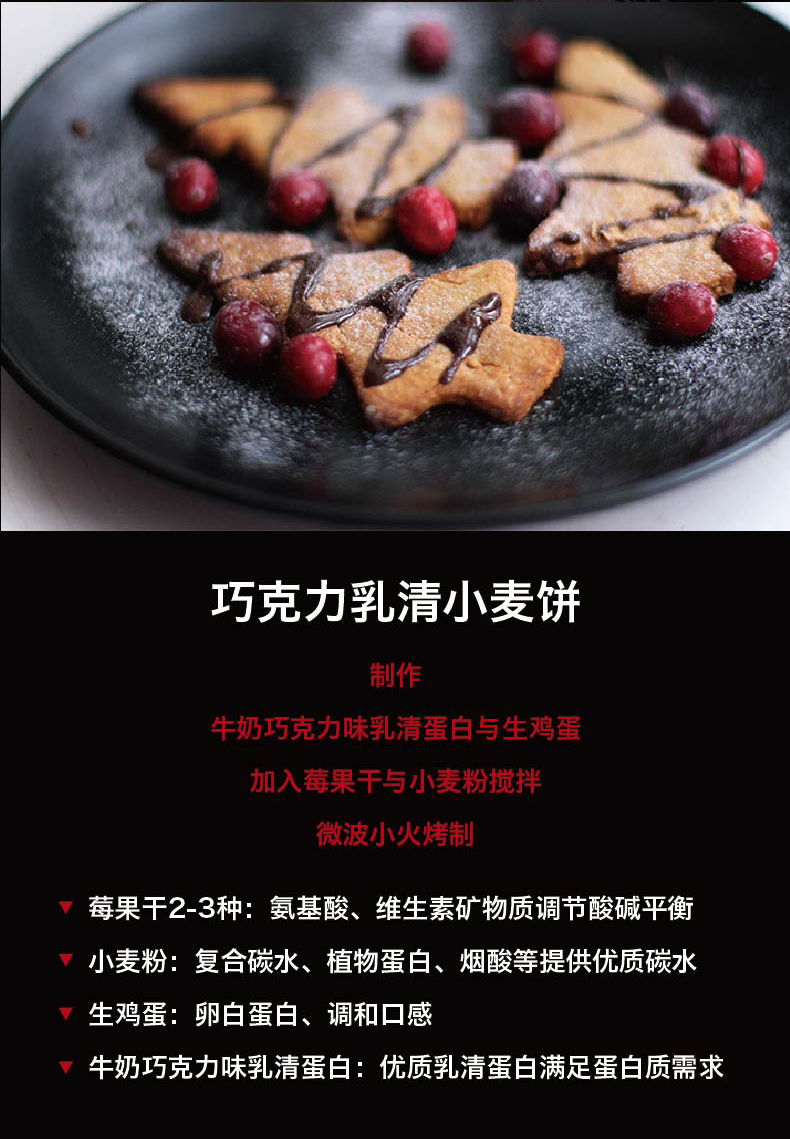 巧克力乳清小麦饼
制作
牛奶巧克力味乳清蛋白与生鸡蛋
加入莓果干与小麦粉搅拌
微波小火烤制
莓果干2-3种：氨基酸、维生素矿物质调节酸碱平衡
小麦粉：复合碳水、植物蛋白、烟酸等提供优质碳水
生鸡蛋：卵白蛋白、调和口感
牛奶巧克力味乳清蛋白：优质乳清蛋白满足蛋白质需求